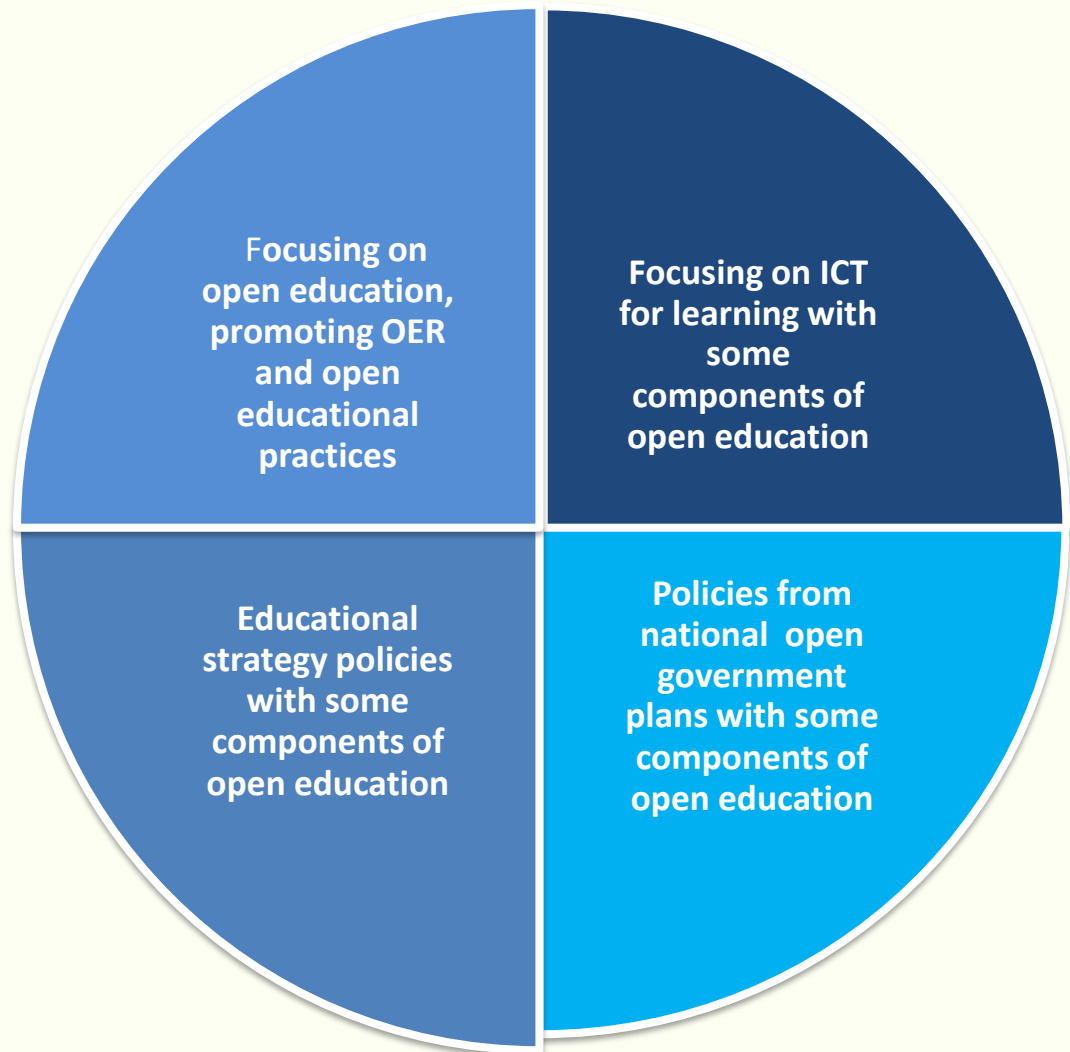 Focusing on
open education,
promoting OER
and open
educational
practices
Focusing on ICT
for learning with
some
components of
open education
Educational
strategy policies
with some
components of
open education
Policies from
national  open
government
plans with some
components of
open education